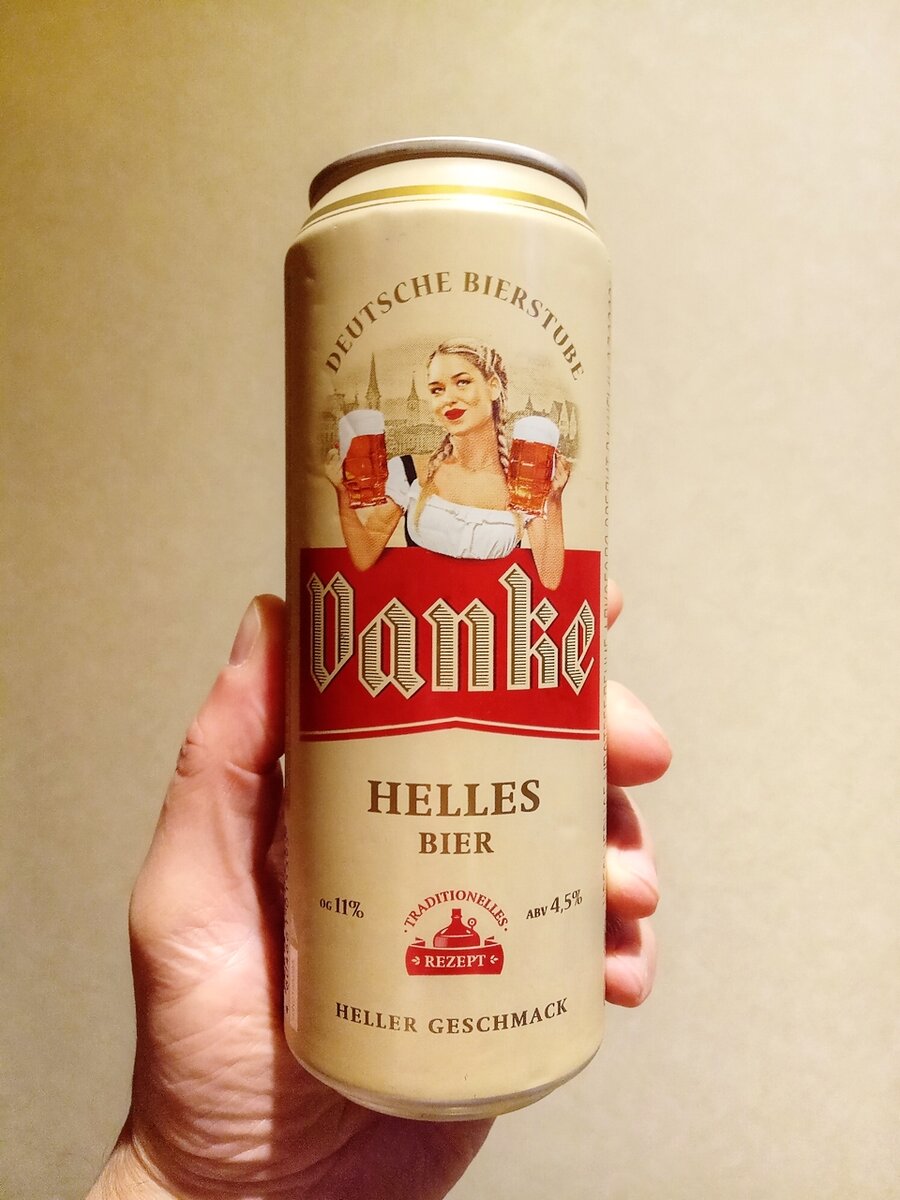 DEUTSCHE BIERSTUBE
Vanke
HELLES
BIER
OG 11%
·TRADITIONELLES·
REZEPT
ABV 4,5%
HELLER GESCHMACK